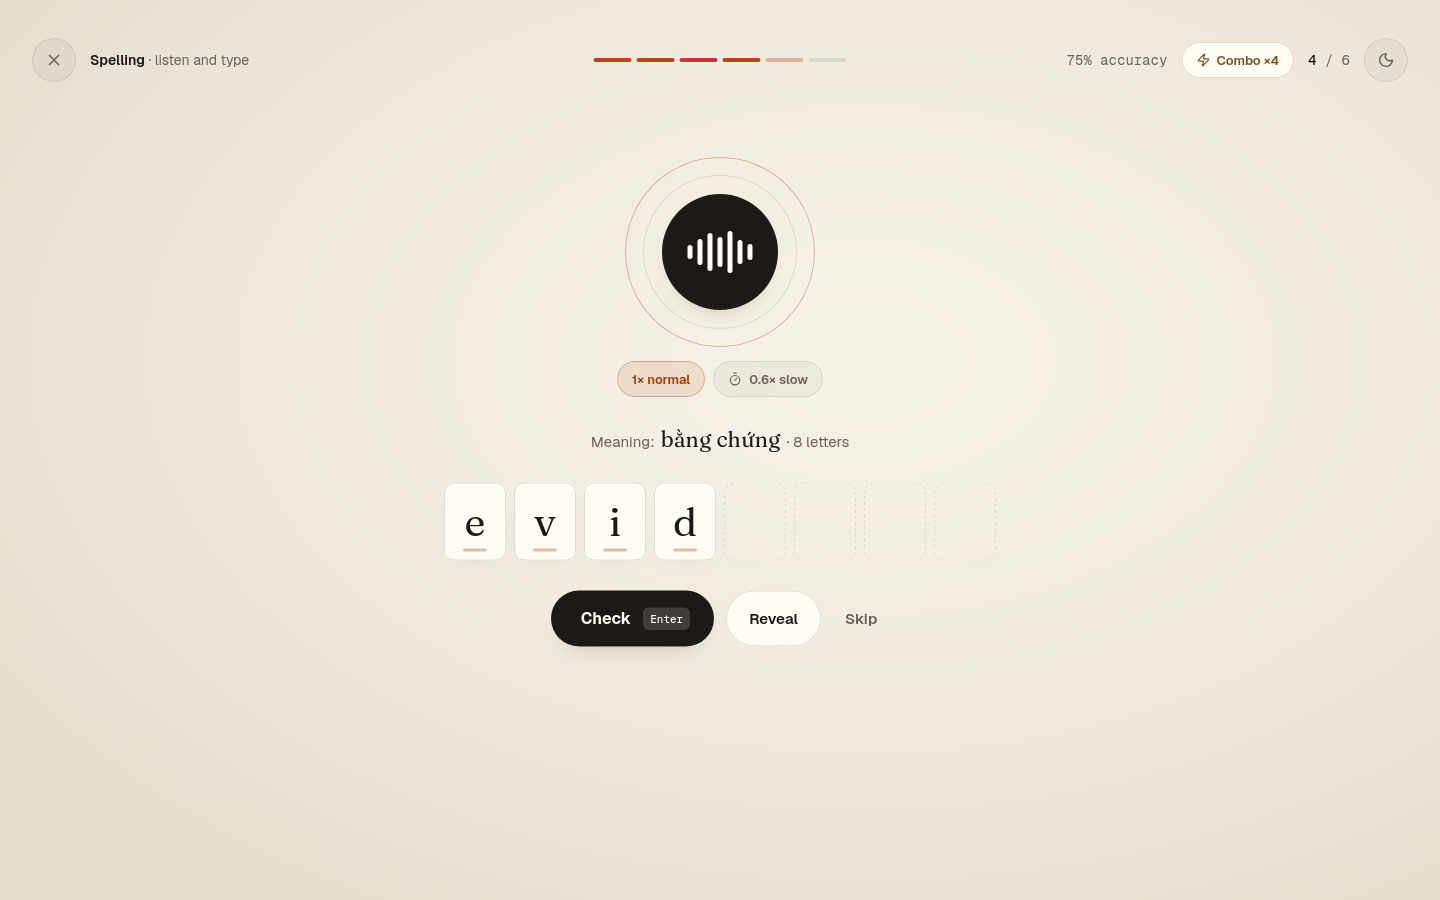 Spelling · listen and type
75% accuracy
Combo ×4
4 / 6
1× normal
0.6× slow
Meaning: bằng chứng · 8 letters
e v i d
Check Enter
Reveal
Skip